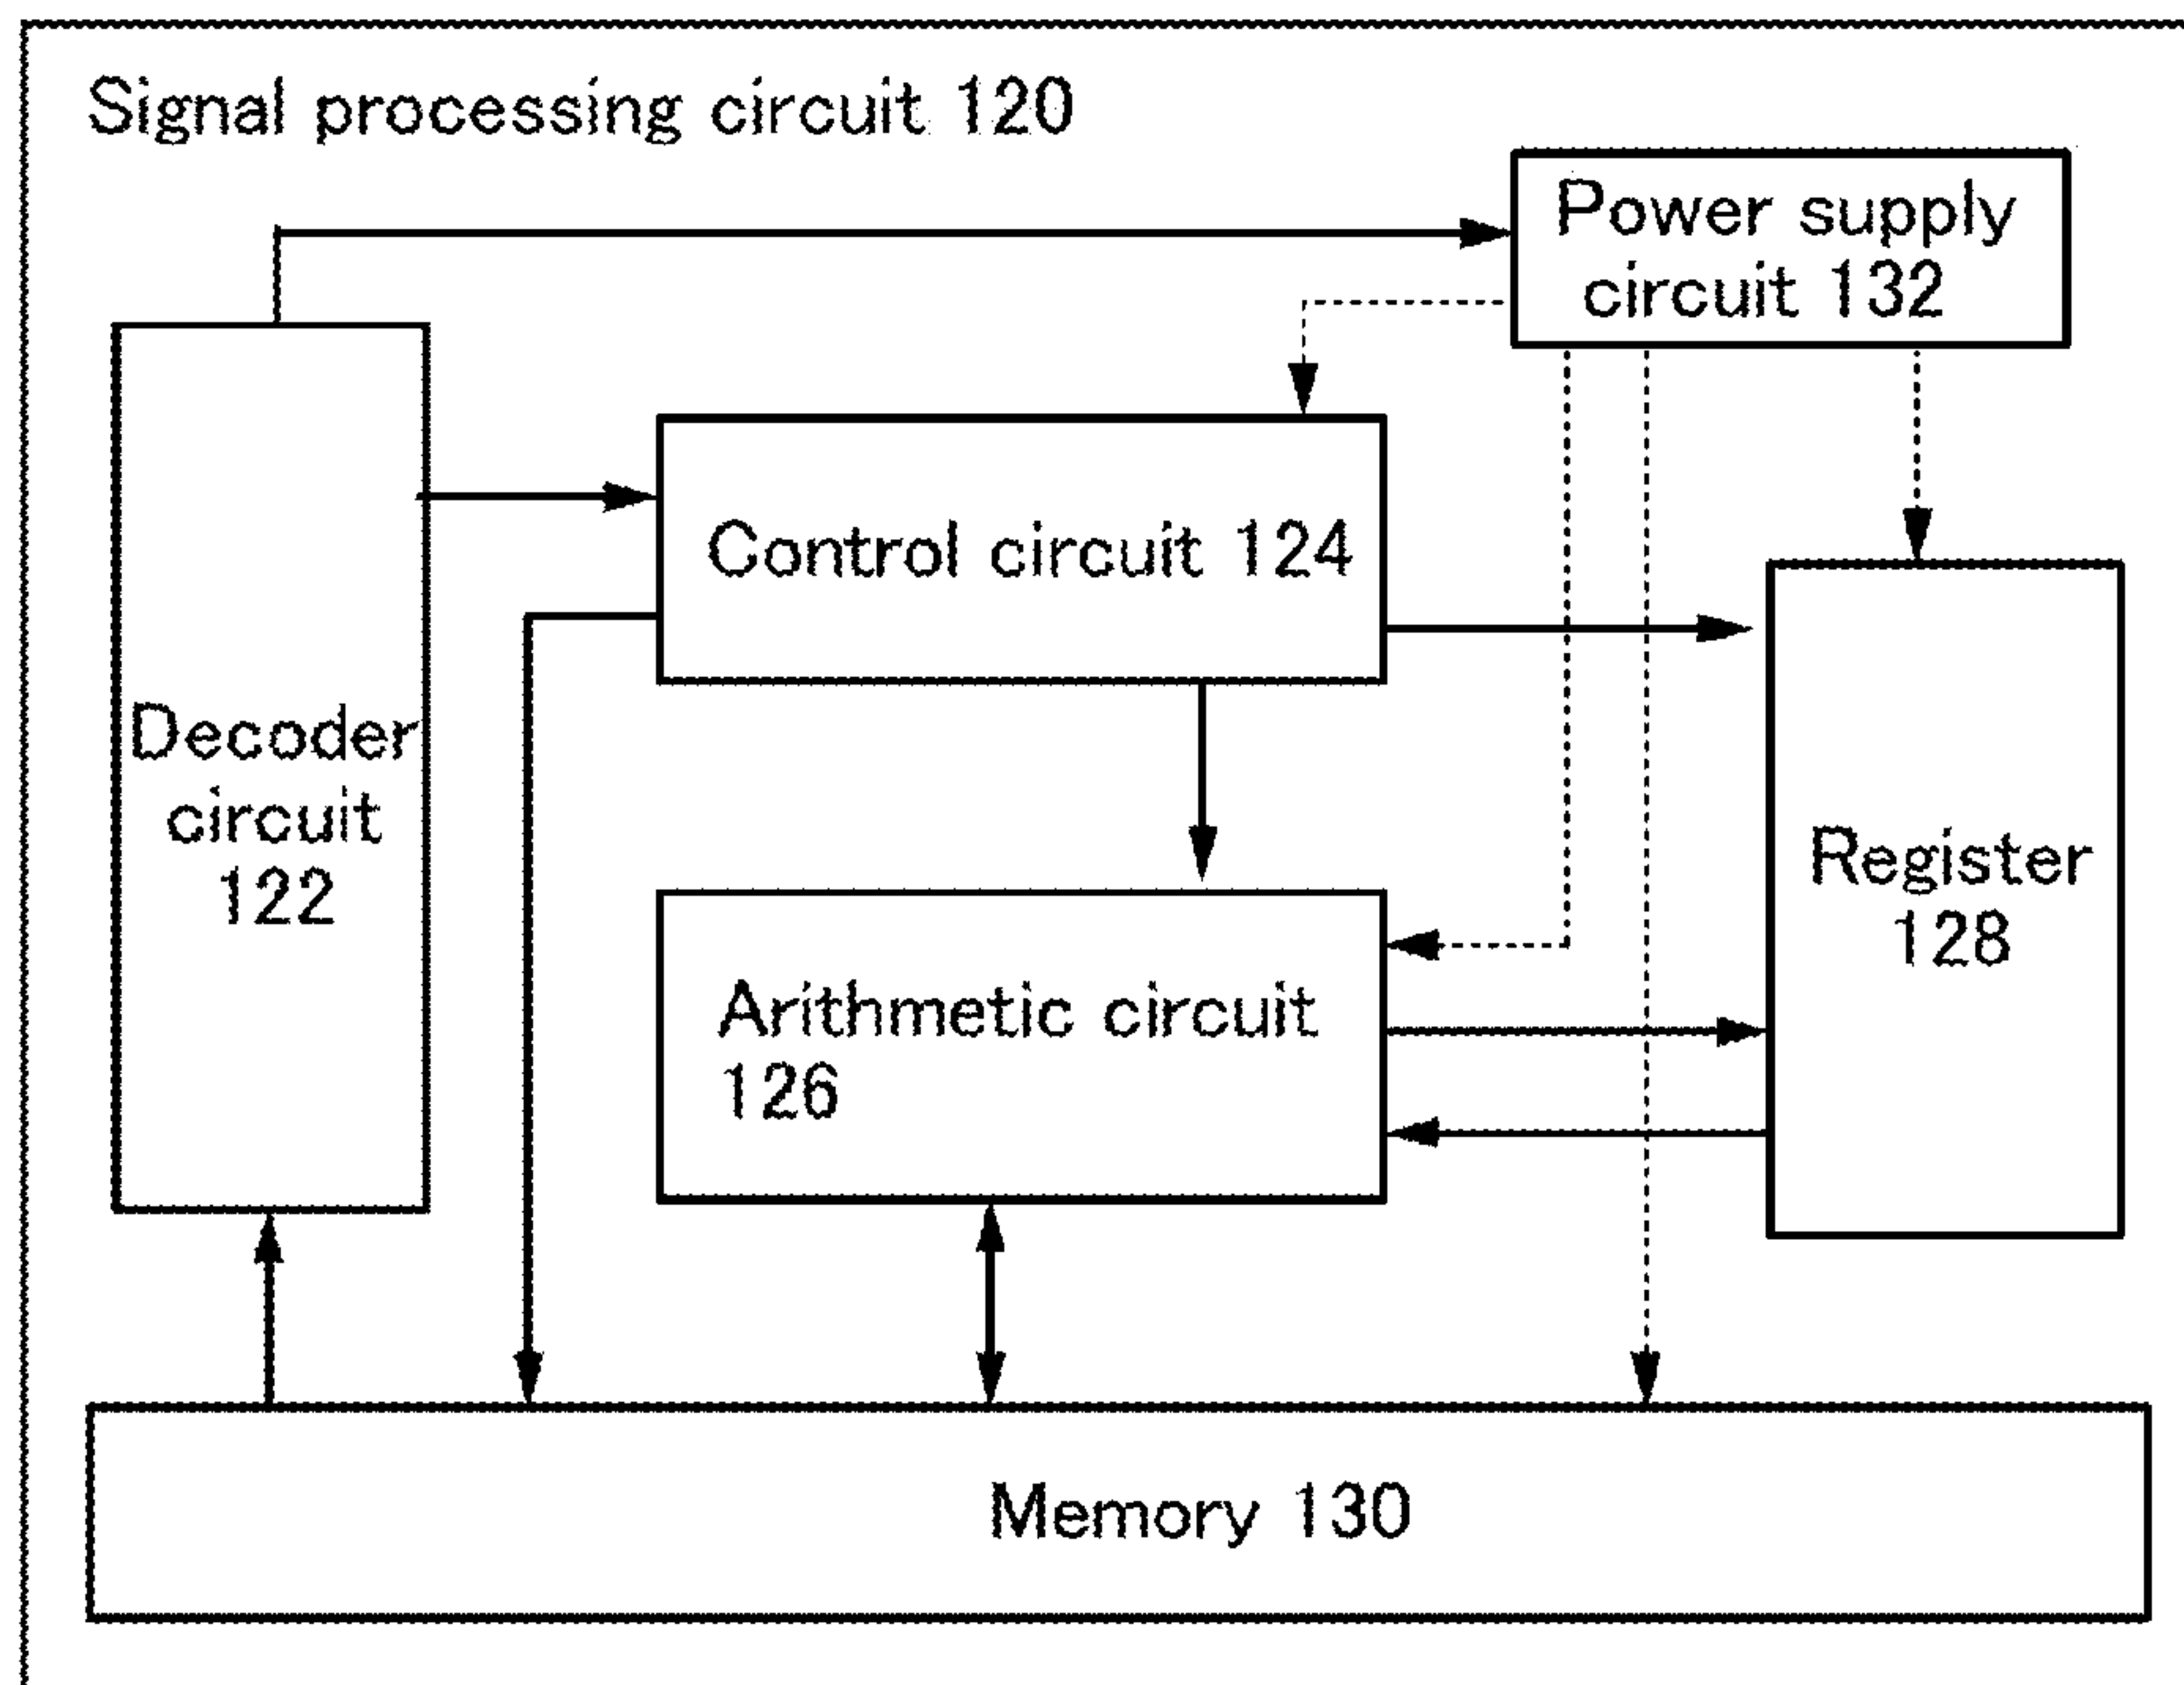 Signal processing circuit 120
Power supply
circuit 132
Control circuit 124
Decoder
circuit
122
Register
128
Arithmetic circuit
126
Memory 130